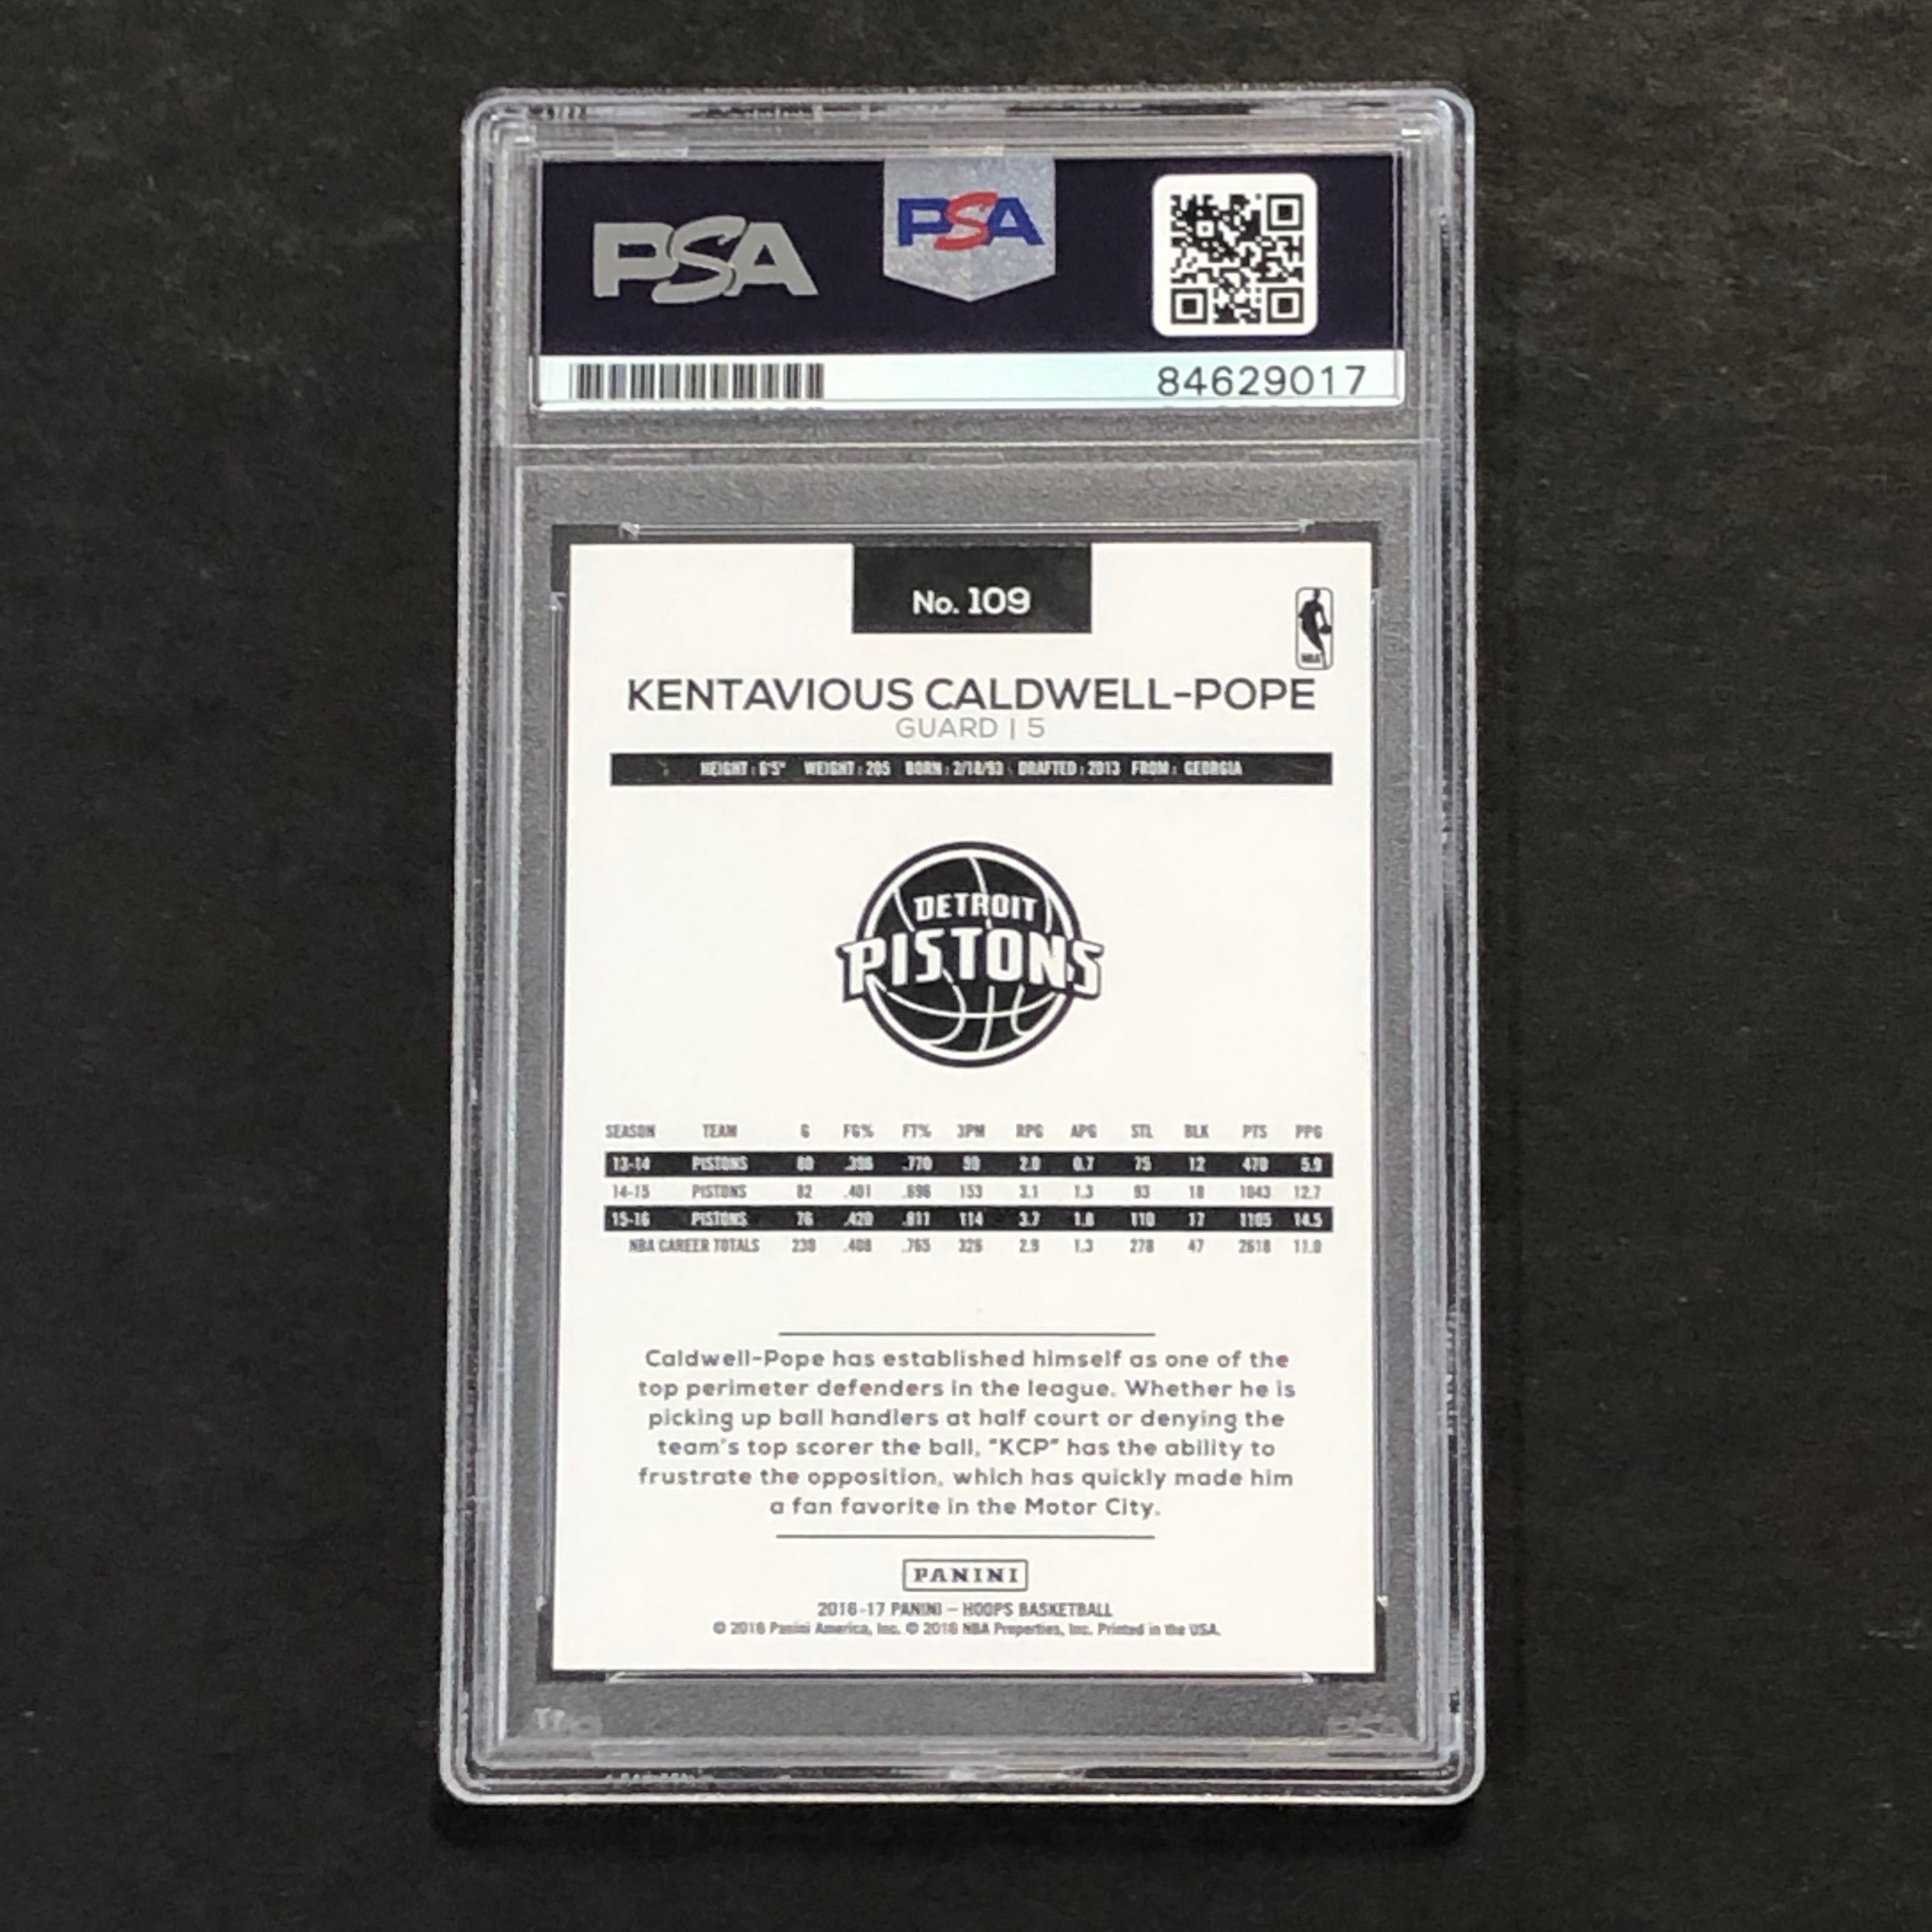 PSA
PSA
84629017
No. 109
NBA
KENTAVIOUS CALDWELL-POPE
GUARD | 5
HEIGHT: 6'5" WEIGHT: 205 BORN: 2/18/93 DRAFTED: 2013 FROM: GEORGIA
DETROIT
PISTONS
SEASON TEAM G FG% FT% 3PM RPG APG STL BLK PTS PPG
13-14 PISTONS 80 .396 .770 59 2.0 0.7 75 12 470 5.9
14-15 PISTONS 82 .401 .696 153 3.1 1.3 93 18 1043 12.7
15-16 PISTONS 76 .420 .811 114 3.7 1.8 110 17 1105 14.5
NBA CAREER TOTALS 238 .408 .765 326 2.9 1.3 278 47 2618 11.0
Caldwell-Pope has established himself as one of the
top perimeter defenders in the league. Whether he is
picking up ball handlers at half court or denying the
team's top scorer the ball, "KCP" has the ability to
frustrate the opposition, which has quickly made him
a fan favorite in the Motor City.
PANINI
2016-17 PANINI – HOOPS BASKETBALL
© 2016 Panini America, Inc. © 2016 NBA Properties, Inc. Printed in the USA.
PSA